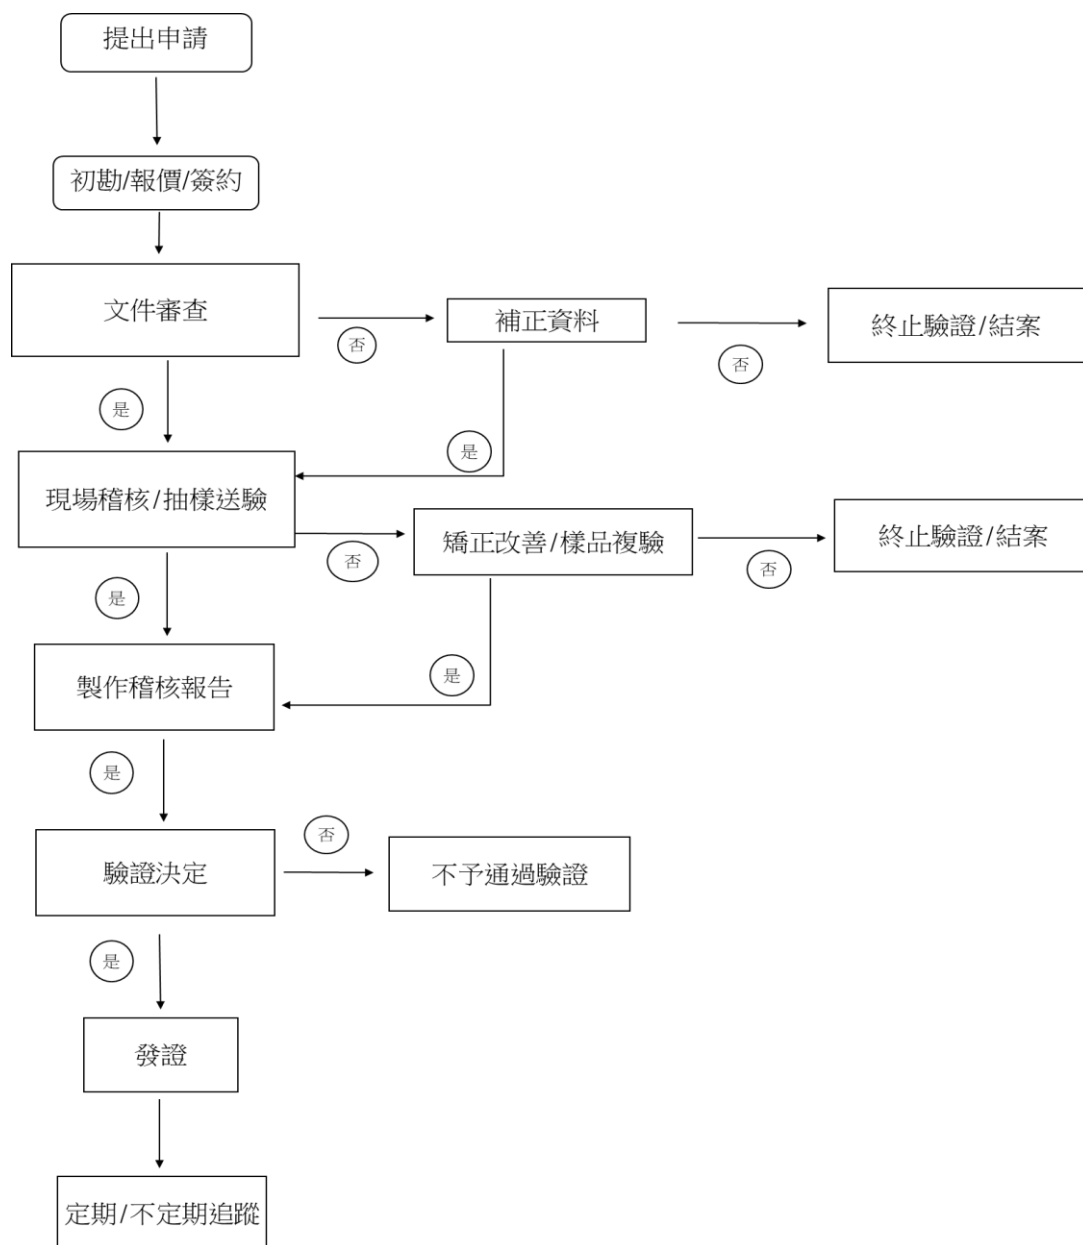 提出申請
初勘/報價/簽約
文件審查
否
補正資料
否
終止驗證/結案
是
是
現場稽核/抽樣送驗
否
矯正改善/樣品複驗
否
終止驗證/結案
是
是
製作稽核報告
是
驗證決定
否
不予通過驗證
是
發證
定期/不定期追蹤